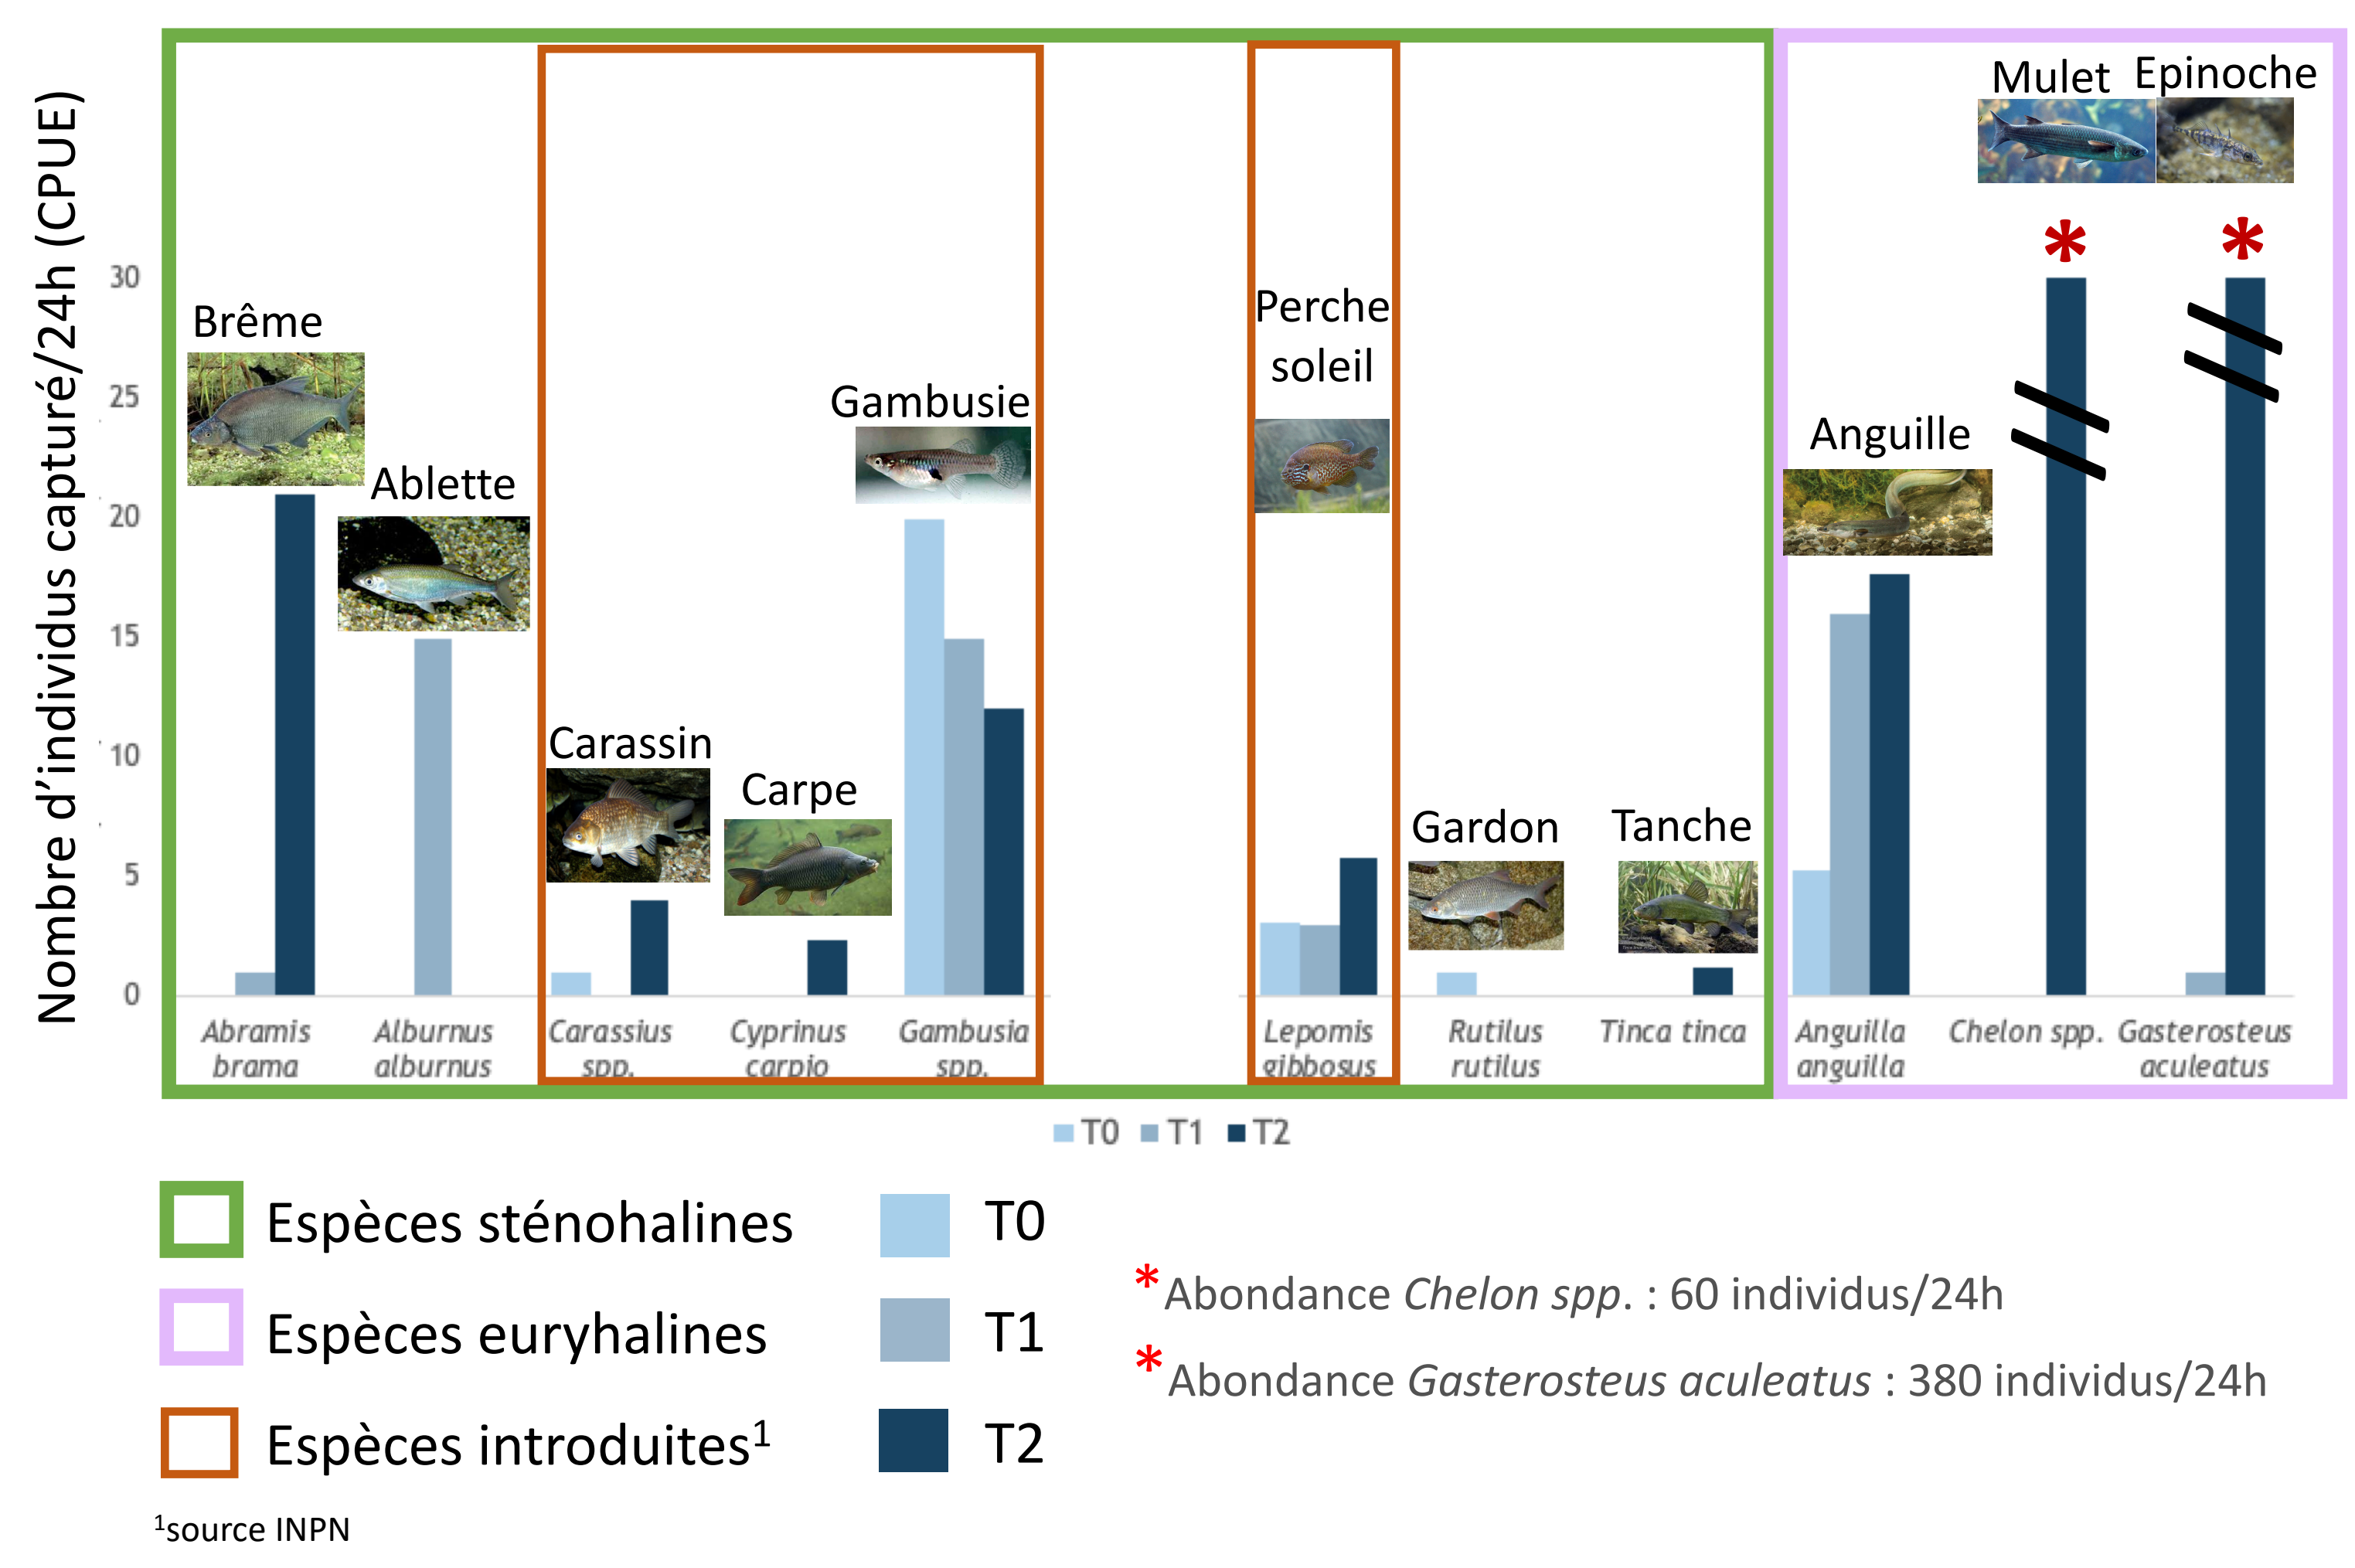 Nombre d’individus capturé/24h (CPUE)
30
25
20
15
10
5
0
Brême
Ablette
Carassin
Carpe
Gambusie
Perche
soleil
Gardon
Tanche
Anguille
Mulet
Epinoche
*
*
Abramis
brama
Alburnus
alburnus
Carassius
spp.
Cyprinus
carpio
Gambusia
spp.
Lepomis
gibbosus
Rutilus
rutilus
Tinca tinca
Anguilla
anguilla
Chelon spp.
Gasterosteus
aculeatus
T0 T1 T2
Espèces sténohalines
Espèces euryhalines
Espèces introduites¹
T0
T1
T2
*Abondance Chelon spp. : 60 individus/24h
*Abondance Gasterosteus aculeatus : 380 individus/24h
¹source INPN